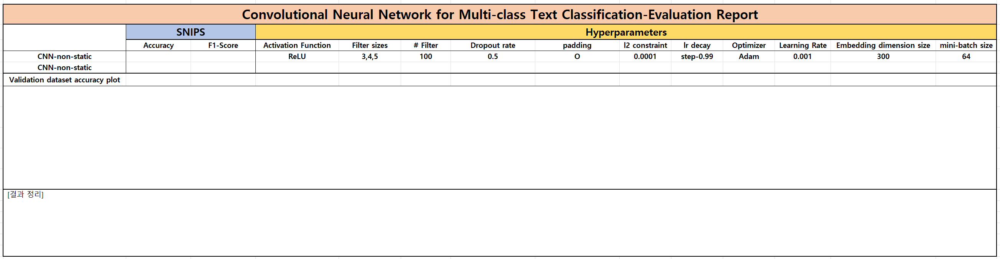 Convolutional Neural Network for Multi-class Text Classification-Evaluation Report
SNIPS Hyperparameters
Accuracy F1-Score Activation Function Filter sizes # Filter Dropout rate padding l2 constraint lr decay Optimizer Learning Rate Embedding dimension size mini-batch size
CNN-non-static ReLU 3,4,5 100 0.5 O 0.0001 step-0.99 Adam 0.001 300 64
CNN-non-static
Validation dataset accuracy plot
[결과 정리]